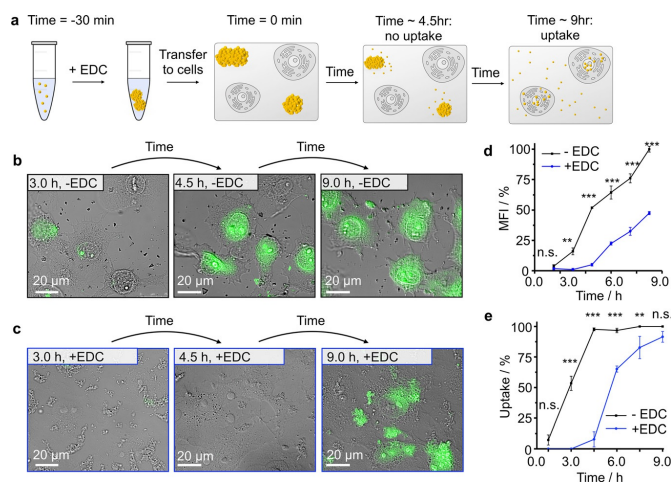 a
Time = -30 min
+ EDC
Transfer
to cells
Time = 0 min
Time
Time ~ 4.5hr:
no uptake
Time
Time ~ 9hr:
uptake
b
Time
Time
3.0 h, -EDC
4.5 h, -EDC
9.0 h, -EDC
20 µm
20 µm
20 µm
c
Time
Time
3.0 h, +EDC
4.5 h, +EDC
9.0 h, +EDC
20 µm
20 µm
20 µm
d
- EDC
+EDC
***
***
***
***
**
n.s.
100
75
50
25
0
MFI / %
3.0
6.0
9.0
Time / h
e
n.s.
***
***
***
**
n.s.
100
75
50
25
0
Uptake / %
- EDC
+EDC
0
3.0
6.0
9.0
Time / h